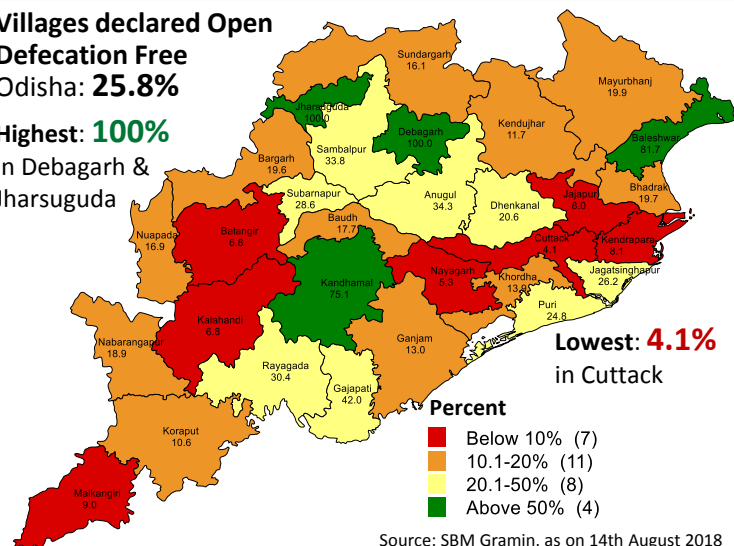 Villages declared Open
Defecation Free
Odisha: 25.8%
Highest: 100%
in Debagarh &
Jharsuguda
Sundargarh
16.1
Mayurbhanj
19.9
Jharsuguda
100.0
Debagarh
100.0
Kendujhar
11.7
Baleshwar
81.7
Sambalpur
33.8
Bargarh
19.6
Bhadrak
19.7
Subarnapur
28.6
Anugul
34.3
Dhenkanal
20.6
Jajapur
6.0
Nuapada
16.9
Balangir
6.8
Baudh
17.7
Cuttack
4.1
Kendrapara
8.1
Nayagarh
5.3
Khordha
Jagatsinghapur
26.2
Kandhamal
75.1
Puri
24.8
Kalahandi
6.8
Nabarangapur
18.9
Ganjam
13.0
Lowest: 4.1%
in Cuttack
Rayagada
30.4
Gajapati
42.0
Koraput
10.6
Malkangiri
9.0
Percent
Below 10% (7)
10.1-20% (11)
20.1-50% (8)
Above 50% (4)
Source: SBM Gramin, as on 14th August 2018